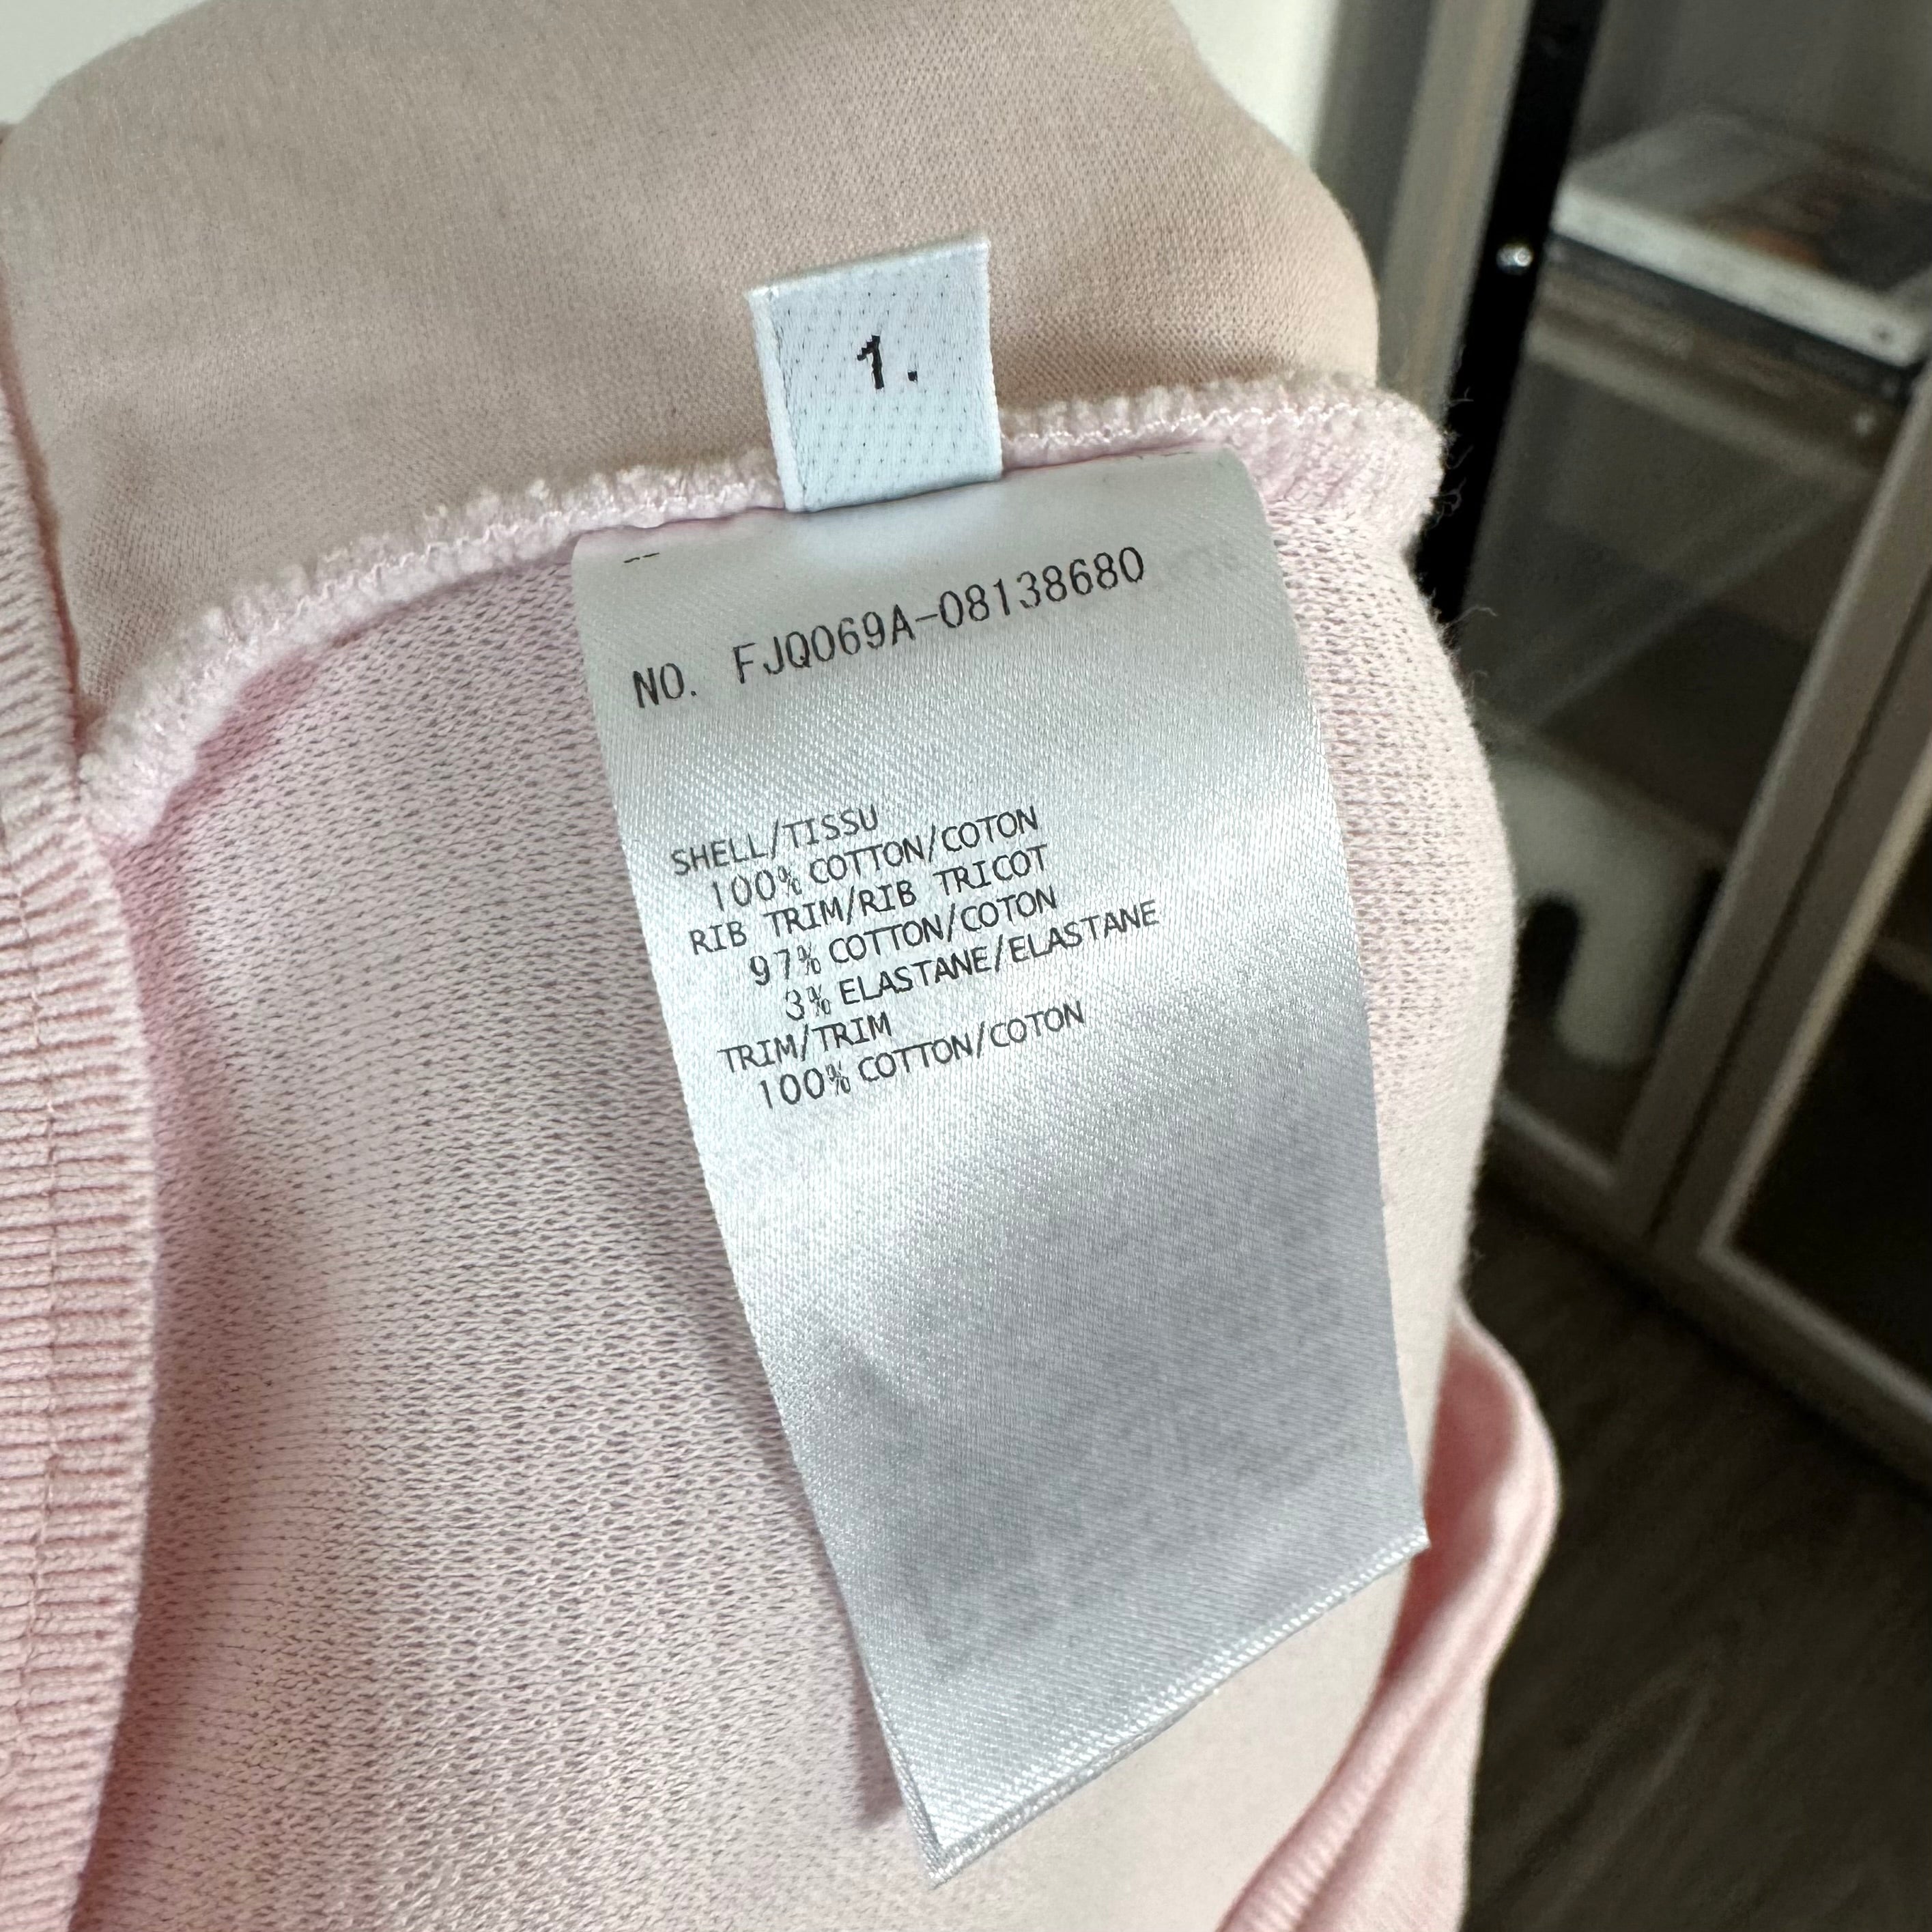 1.
NO. FJQ069A-08138680
SHELL/TISSU
100% COTTON/COTON
RIB TRIM/RIB TRICOT
97% COTTON/COTON
3% ELASTANE/ELASTANE
TRIM/TRIM
100% COTTON/COTON